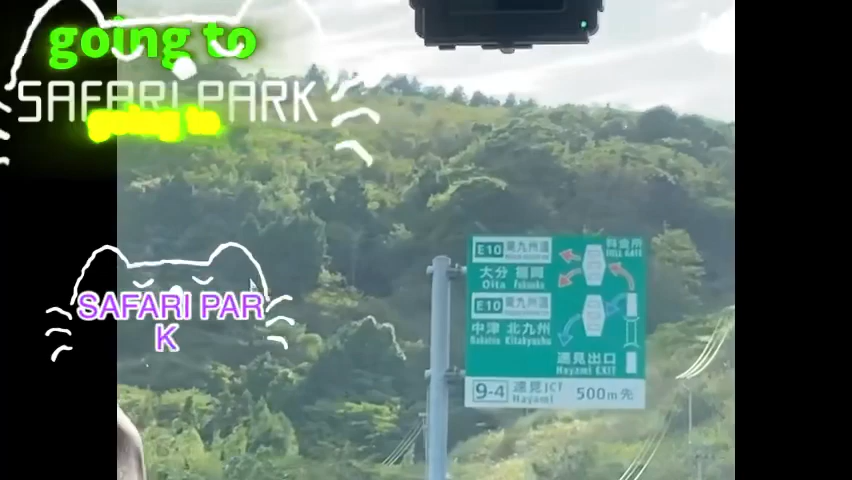 going to
SAFARI PARK
going to
SAFARI PAR
K
E10 東九州道
料金所
TOLL GATE
大分 福岡
Oita Fukuoka
E10 東九州道
中津 北九州
Nakatsu Kitakyushu
速見出口
Hayami EXIT
9-4 速見ICT
Hayami
500m先